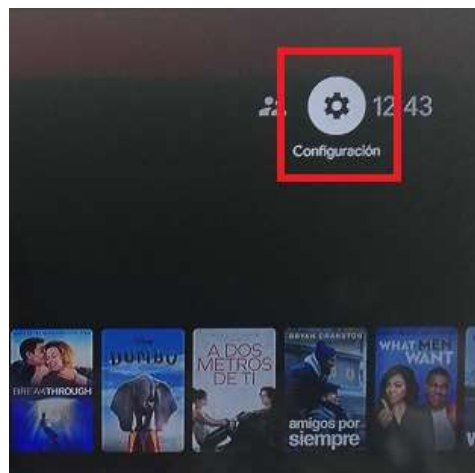 12:43
Configuración
BREAKTHROUGH
DUMBO
A DOS
METROS
DE TI
BRYAN CRANSTON
amigos por
siempre
WHAT MEN
WANT